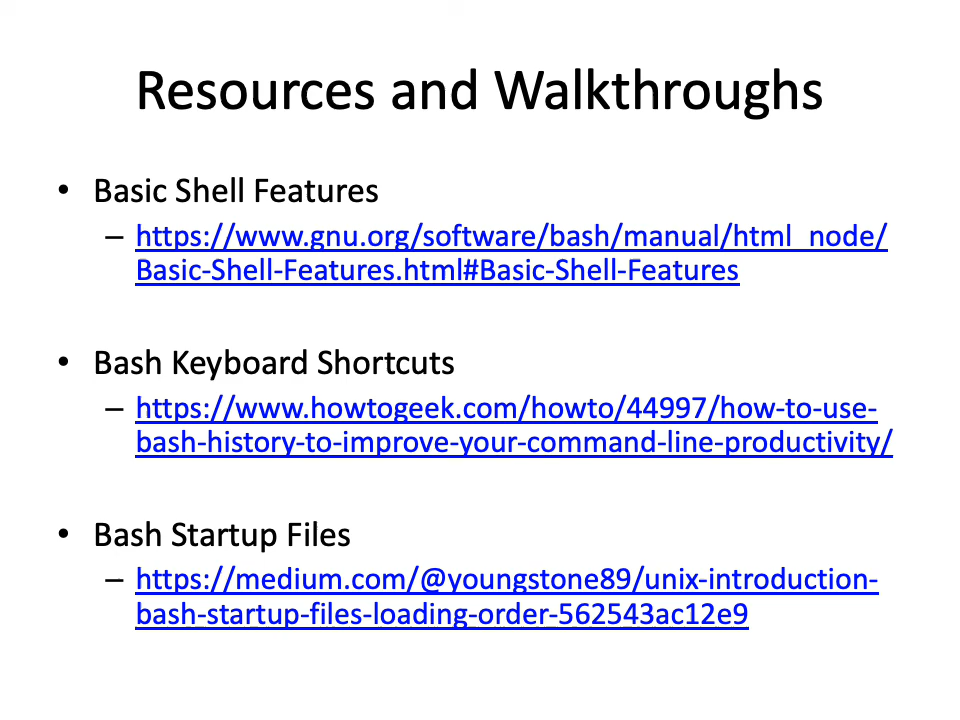 Resources and Walkthroughs
• Basic Shell Features
– https://www.gnu.org/software/bash/manual/html_node/
Basic-Shell-Features.html#Basic-Shell-Features
• Bash Keyboard Shortcuts
– https://www.howtogeek.com/howto/44997/how-to-use-
bash-history-to-improve-your-command-line-productivity/
• Bash Startup Files
– https://medium.com/@youngstone89/unix-introduction-
bash-startup-files-loading-order-562543ac12e9